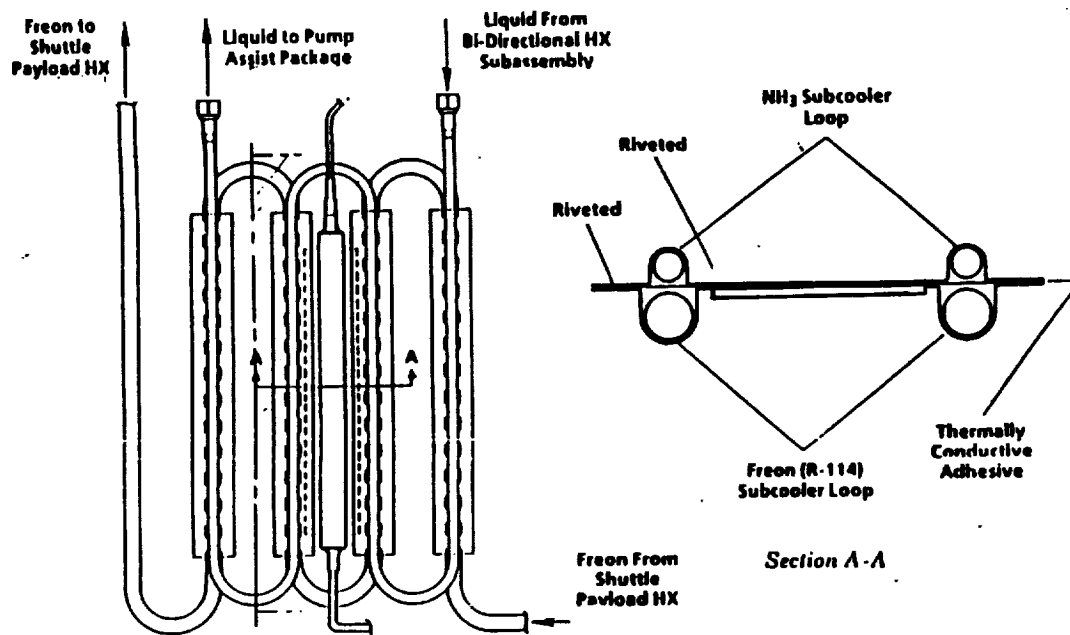 Freon to
Shuttle
Payload HX
Liquid to Pump
Assist Package
Liquid From
Bi-Directional HX
Subassembly
NH₃ Subcooler
Loop
Riveted
Riveted
A
A
Thermally
Conductive
Adhesive
Freon (R-114)
Subcooler Loop
Freon From
Shuttle
Payload HX
Section A-A